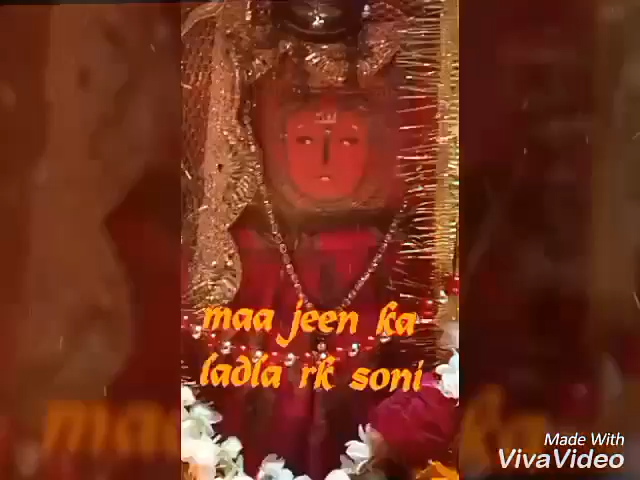 maa jeen ka
ladla rk soni
Made With
VivaVideo